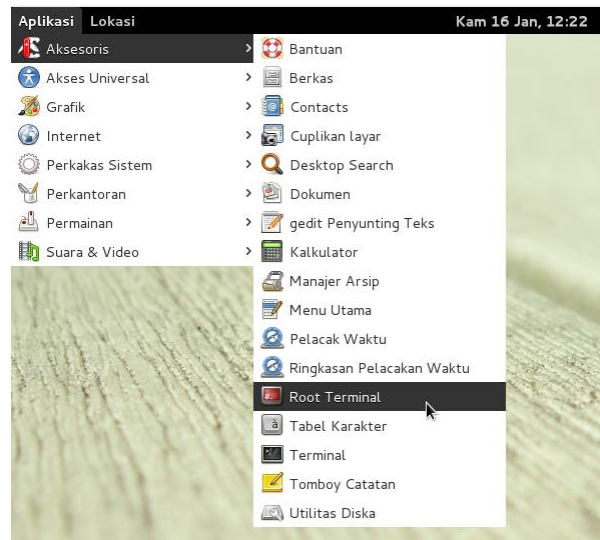 Aplikasi Lokasi Kam 16 Jan, 12:22
Aksesoris
Akses Universal
Grafik
Internet
Perkakas Sistem
Perkantoran
Permainan
Suara & Video
Bantuan
Berkas
Contacts
Cuplikan layar
Desktop Search
Dokumen
gedit Penyunting Teks
Kalkulator
Manajer Arsip
Menu Utama
Pelacak Waktu
Ringkasan Pelacakan Waktu
Root Terminal
Tabel Karakter
Terminal
Tomboy Catatan
Utilitas Diska